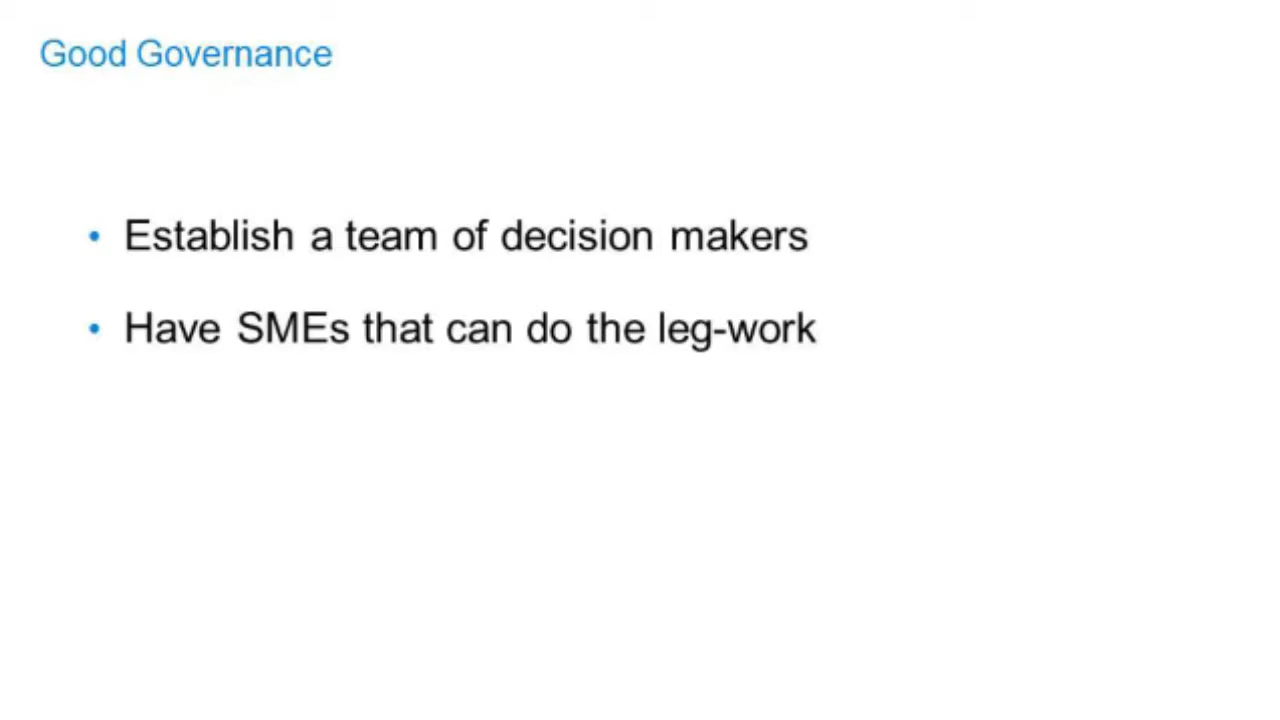 Good Governance
• Establish a team of decision makers
• Have SMEs that can do the leg-work